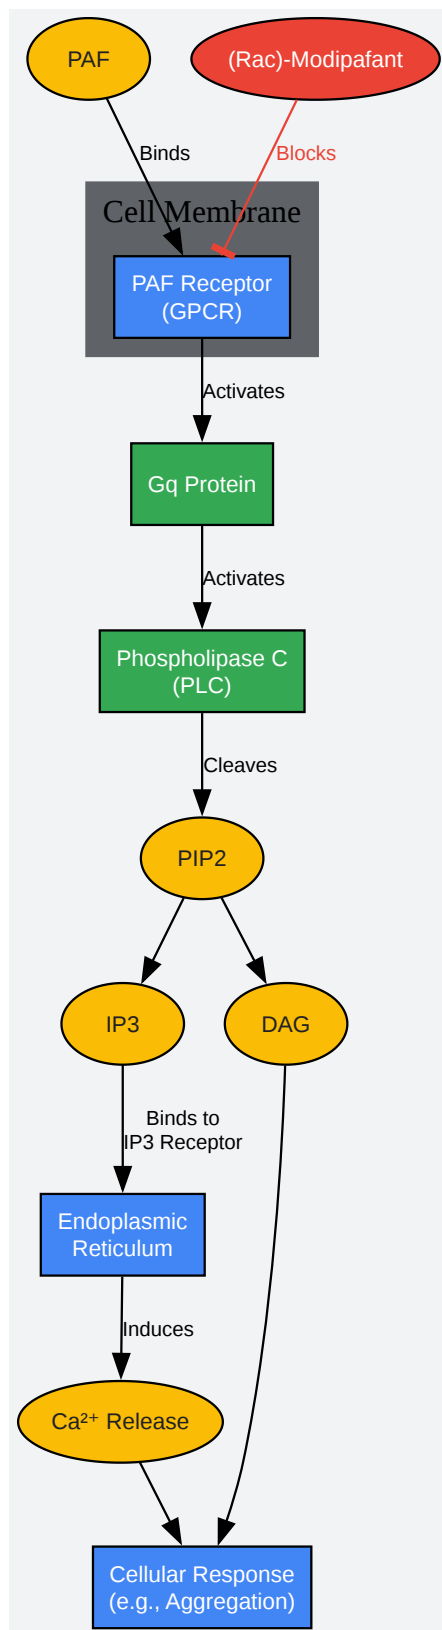 PAF
(Rac)-Modipafant
Binds
Blocks
Cell Membrane
PAF Receptor
(GPCR)
Activates
Gq Protein
Activates
Phospholipase C
(PLC)
Cleaves
PIP2
IP3
DAG
Binds to
IP3 Receptor
Endoplasmic
Reticulum
Induces
Ca²⁺ Release
Cellular Response
(e.g., Aggregation)